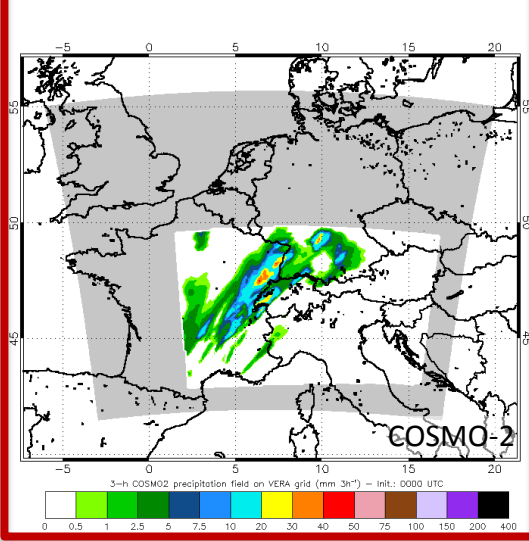 −5 0 5 10 15 20
55 55
50 50
45 45
COSMO-2
−5 0 5 10 15 20
3−h COSMO2 precipitation field on VERA grid (mm 3h⁻¹) − Init.: 0000 UTC
0 0.5 1 2.5 5 7.5 10 20 30 40 50 75 100 150 200 400